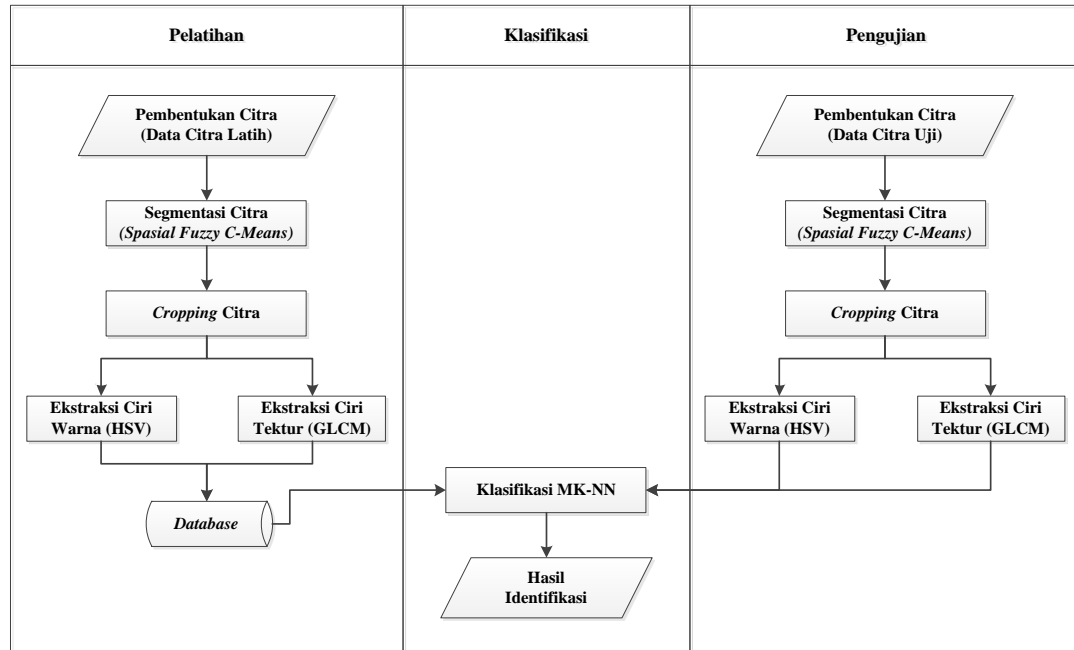 Pelatihan
Klasifikasi
Pengujian
Pembentukan Citra
(Data Citra Latih)
Segmentasi Citra
(Spasial Fuzzy C-Means)
Cropping Citra
Ekstraksi Ciri
Warna (HSV)
Ekstraksi Ciri
Tektur (GLCM)
Database
Klasifikasi MK-NN
Hasil
Identifikasi
Pembentukan Citra
(Data Citra Uji)
Segmentasi Citra
(Spasial Fuzzy C-Means)
Cropping Citra
Ekstraksi Ciri
Warna (HSV)
Ekstraksi Ciri
Tektur (GLCM)